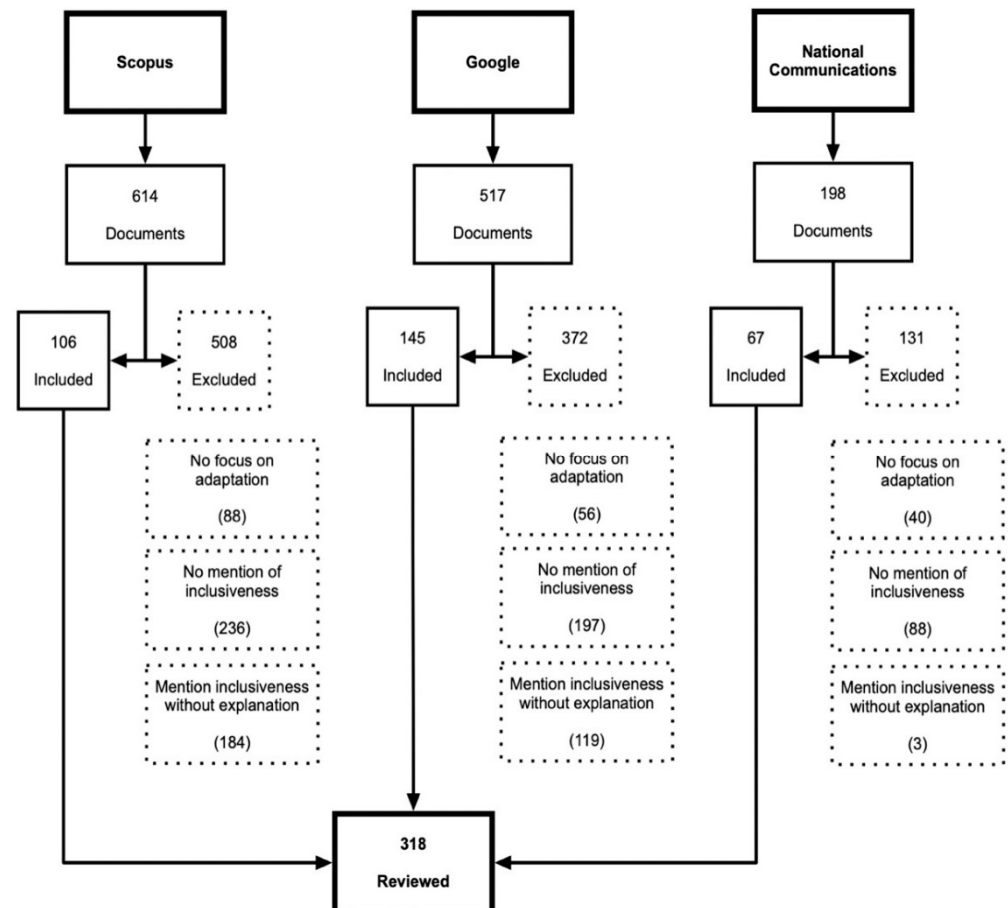 Scopus
Google
National
Communications
614
Documents
517
Documents
198
Documents
106
Included
508
Excluded
145
Included
372
Excluded
67
Included
131
Excluded
No focus on
adaptation
(88)
No mention of
inclusiveness
(236)
Mention inclusiveness
without explanation
(184)
No focus on
adaptation
(56)
No mention of
inclusiveness
(197)
Mention inclusiveness
without explanation
(119)
No focus on
adaptation
(40)
No mention of
inclusiveness
(88)
Mention inclusiveness
without explanation
(3)
318
Reviewed